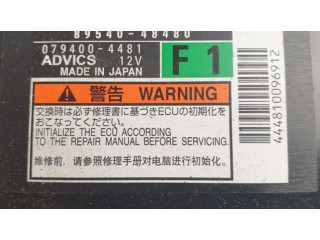 89540-48480
079400-4481
ADVICS 12V
MADE IN JAPAN
F1
警告 WARNING
交換時は必ず修理書に基づきECUの初期化を
おこなってください。
INITIALIZE THE ECU ACCORDING
TO THE REPAIR MANUAL BEFORE SERVICING.
维修前，请参照修理手册对电脑进行初始化。
444810096912